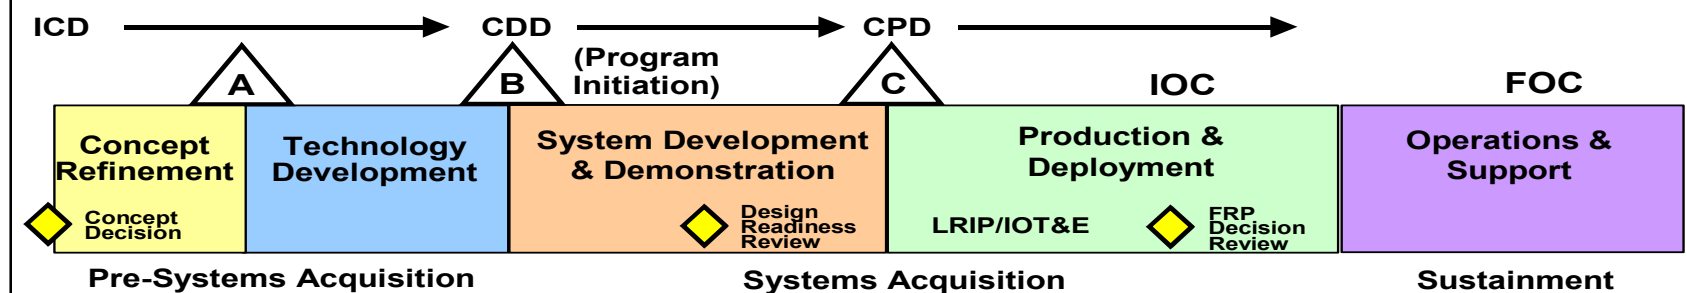 ICD
CDD
CPD
(Program
Initiation)
A
B
C
IOC
FOC
Concept
Refinement
Technology
Development
System Development
& Demonstration
Production &
Deployment
Operations &
Support
Concept
Decision
Design
Readiness
Review
LRIP/IOT&E
FRP
Decision
Review
Pre-Systems Acquisition
Systems Acquisition
Sustainment